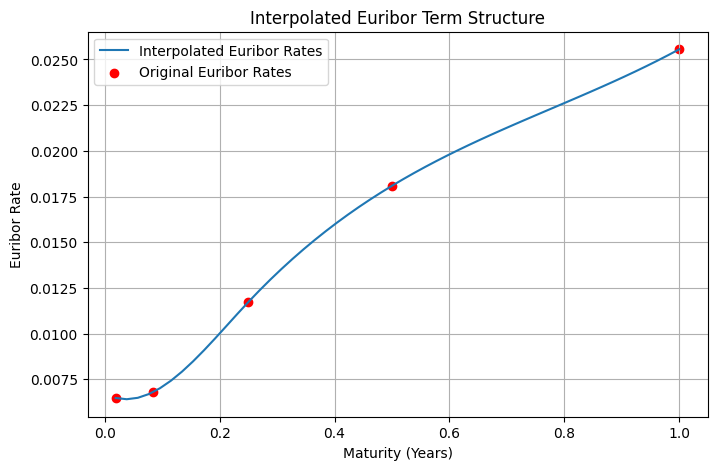 Interpolated Euribor Term Structure
Interpolated Euribor Rates
Original Euribor Rates
0.0250
0.0225
0.0200
0.0175
0.0150
0.0125
0.0100
0.0075
Euribor Rate
0.0
0.2
0.4
0.6
0.8
1.0
Maturity (Years)